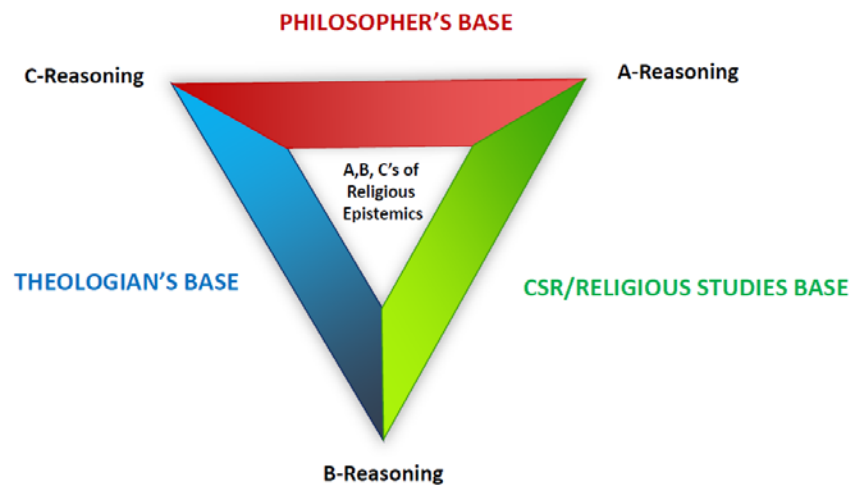 PHILOSOPHER'S BASE
C-Reasoning
A-Reasoning
A,B, C's of
Religious
Epistemics
THEOLOGIAN'S BASE
CSR/RELIGIOUS STUDIES BASE
B-Reasoning